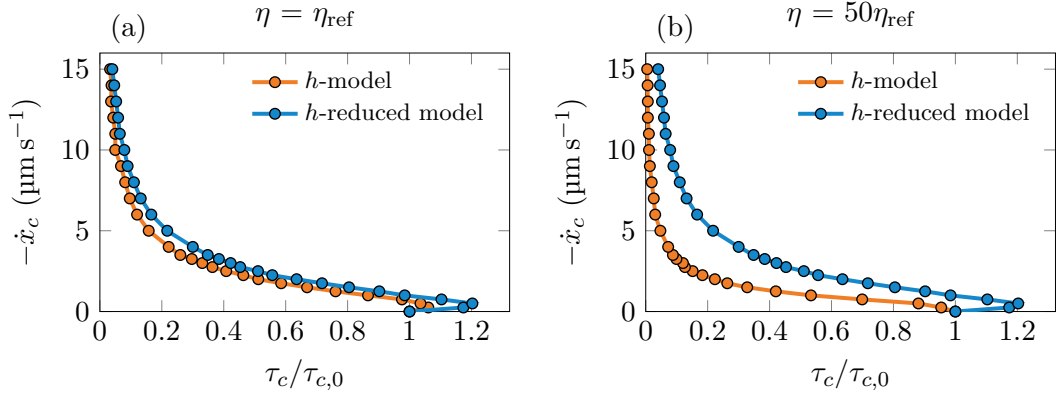 (a)
η = η_ref
15
10
5
0
0
0.2
0.4
0.6
0.8
1
1.2
−ẋ_c (µm s⁻¹)
τ_c/τ_{c,0}
h-model
h-reduced model
(b)
η = 50η_ref
15
10
5
0
0
0.2
0.4
0.6
0.8
1
1.2
−ẋ_c (µm s⁻¹)
τ_c/τ_{c,0}
h-model
h-reduced model